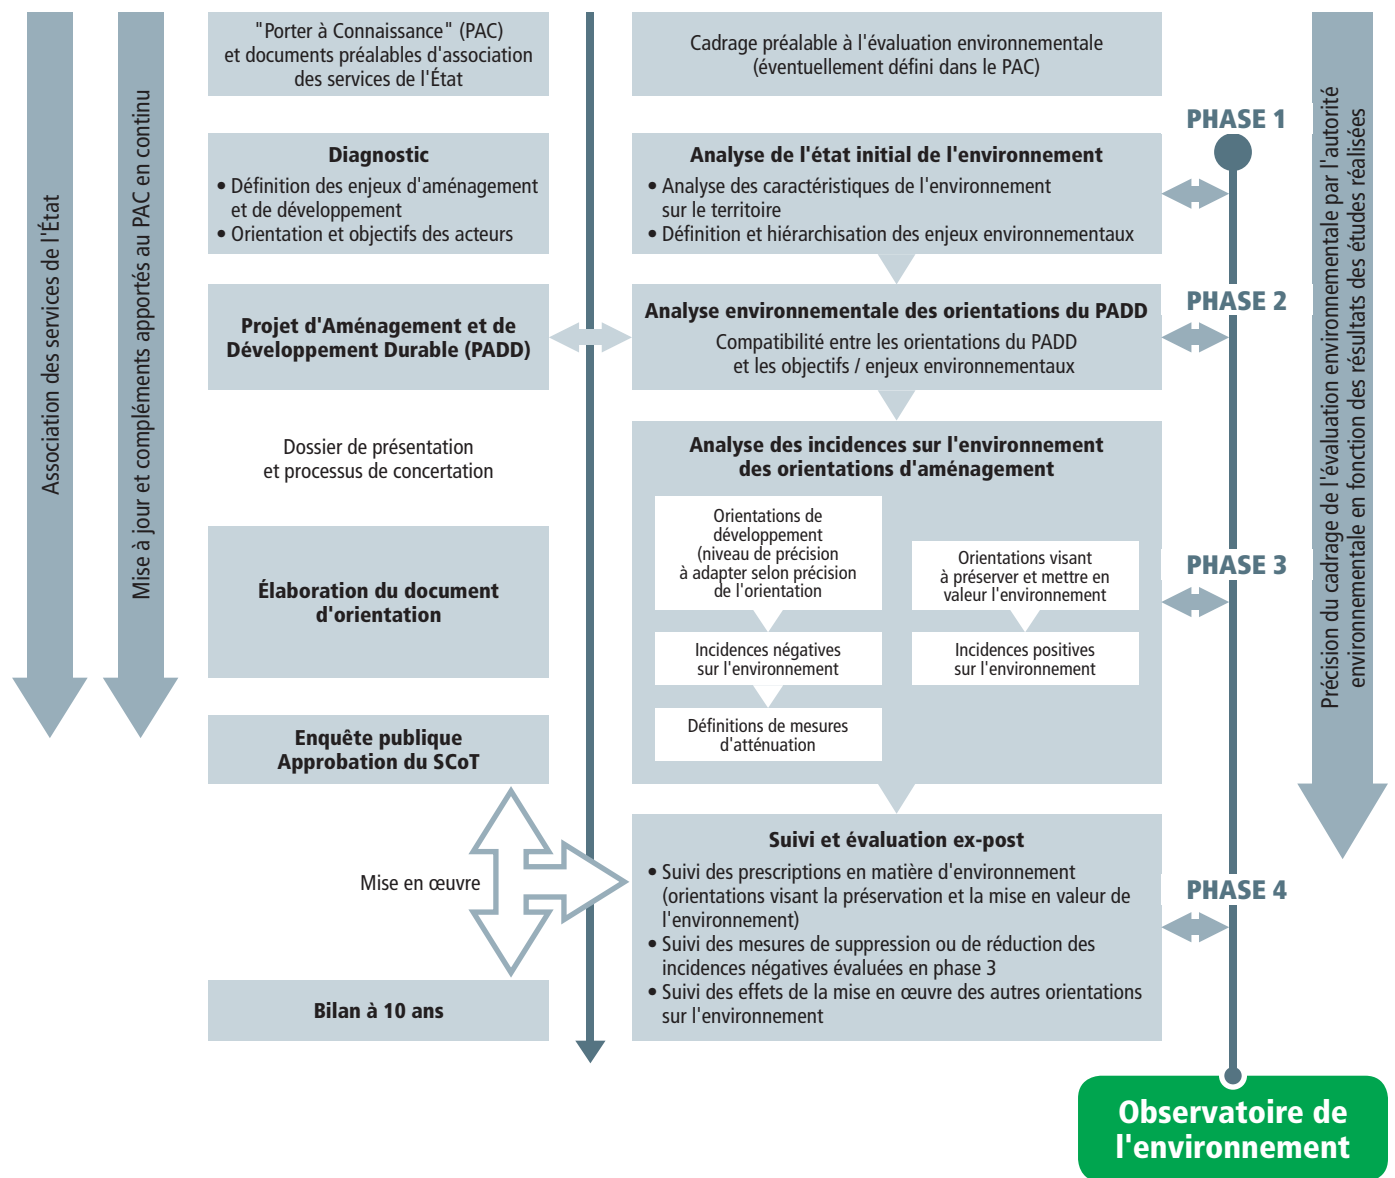 Association des services de l'État
Mise à jour et compléments apportés au PAC en continu
"Porter à Connaissance" (PAC)
et documents préalables d'association
des services de l'État
Cadrage préalable à l'évaluation environnementale
(éventuellement défini dans le PAC)
Diagnostic
• Définition des enjeux d'aménagement
et de développement
• Orientation et objectifs des acteurs
Analyse de l'état initial de l'environnement
• Analyse des caractéristiques de l'environnement
sur le territoire
• Définition et hiérarchisation des enjeux environnementaux
PHASE 1
Projet d'Aménagement et de
Développement Durable (PADD)
Analyse environnementale des orientations du PADD
Compatibilité entre les orientations du PADD
et les objectifs / enjeux environnementaux
PHASE 2
Dossier de présentation
et processus de concertation
Élaboration du document
d'orientation
Enquête publique
Approbation du SCoT
Analyse des incidences sur l'environnement
des orientations d'aménagement
Orientations de
développement
(niveau de précision
à adapter selon précision
de l'orientation
Incidences négatives
sur l'environnement
Définitions de mesures
d'atténuation
Orientations visant
à préserver et mettre en
valeur l'environnement
Incidences positives
sur l'environnement
PHASE 3
Mise en œuvre
Bilan à 10 ans
Suivi et évaluation ex-post
• Suivi des prescriptions en matière d'environnement
(orientations visant la préservation et la mise en valeur de
l'environnement)
• Suivi des mesures de suppression ou de réduction des
incidences négatives évaluées en phase 3
• Suivi des effets de la mise en œuvre des autres orientations
sur l'environnement
PHASE 4
Précision du cadrage de l'évaluation environnementale par l'autorité
environnementale en fonction des résultats des études réalisées
Observatoire de
l'environnement